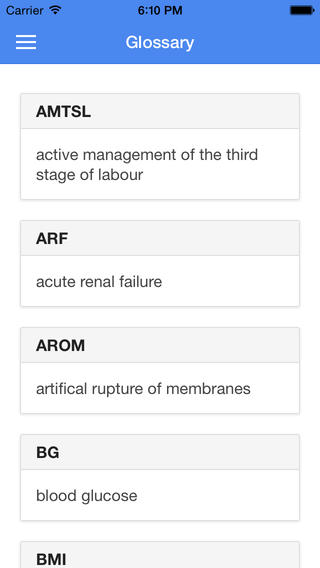 Carrier 6:10 PM
Glossary
AMTSL
active management of the third
stage of labour
ARF
acute renal failure
AROM
artifical rupture of membranes
BG
blood glucose
BMI